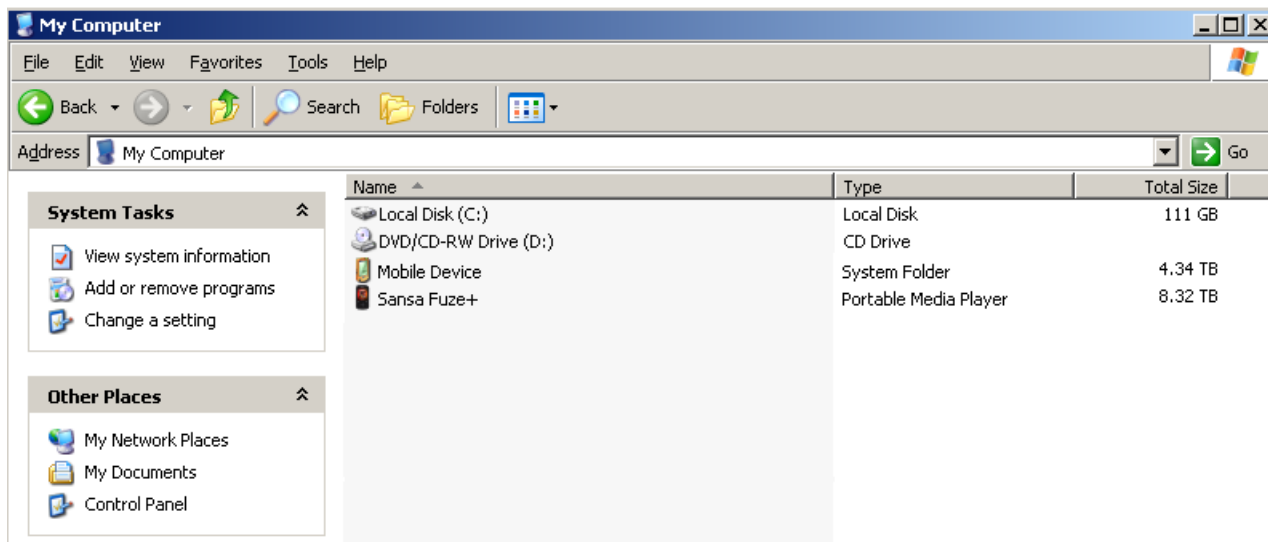 My Computer
File Edit View Favorites Tools Help
Back Search Folders
Address My Computer Go
Name Type Total Size
System Tasks
View system information
Add or remove programs
Change a setting
Other Places
My Network Places
My Documents
Control Panel
Local Disk (C:) Local Disk 111 GB
DVD/CD-RW Drive (D:) CD Drive
Mobile Device System Folder 4.34 TB
Sansa Fuze+ Portable Media Player 8.32 TB